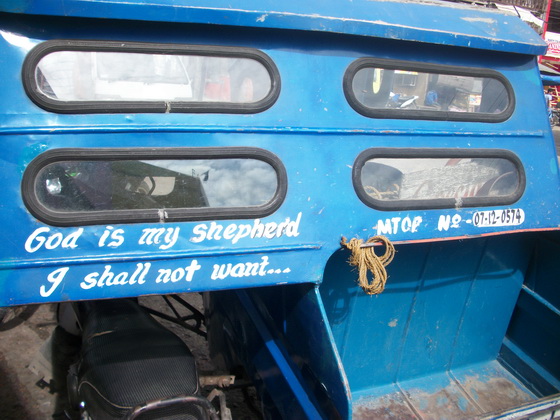 God is my shepherd
I shall not want...
MTOP Nº 07-12-0574